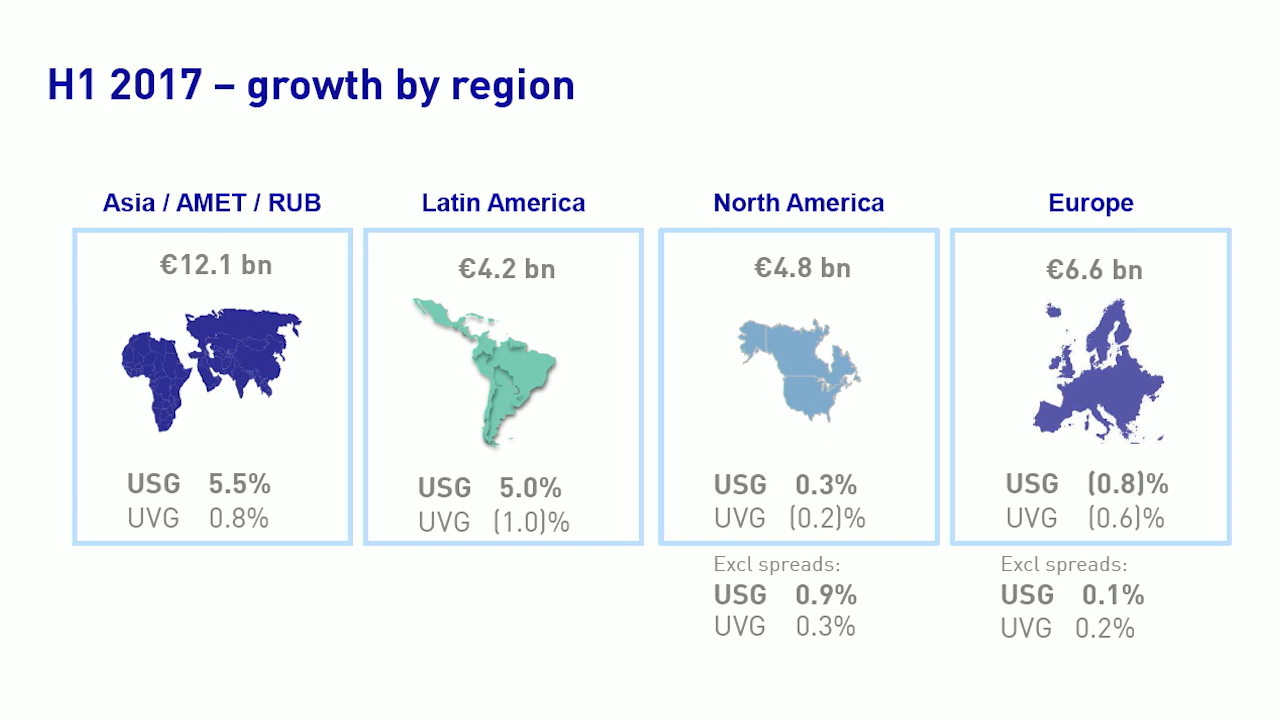 H1 2017 – growth by region
Asia / AMET / RUB
€12.1 bn
USG 5.5%
UVG 0.8%
Latin America
€4.2 bn
USG 5.0%
UVG (1.0)%
North America
€4.8 bn
USG 0.3%
UVG (0.2)%
Excl spreads:
USG 0.9%
UVG 0.3%
Europe
€6.6 bn
USG (0.8)%
UVG (0.6)%
Excl spreads:
USG 0.1%
UVG 0.2%